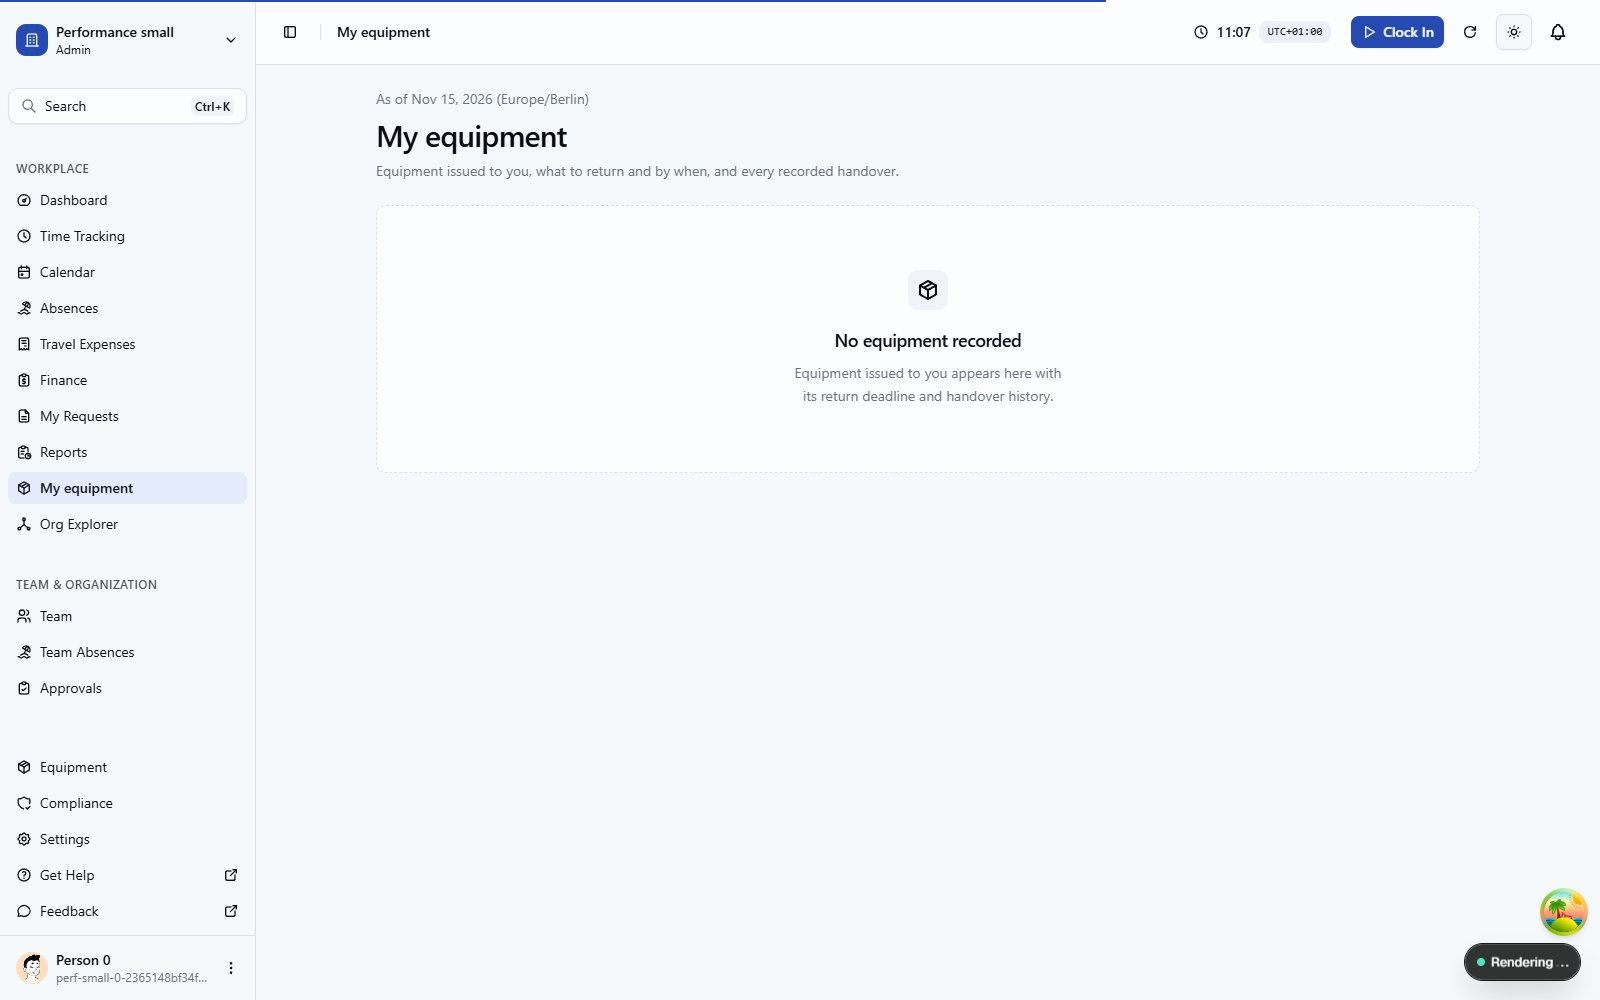 Performance small
Admin
Search
Ctrl+K
WORKPLACE
Dashboard
Time Tracking
Calendar
Absences
Travel Expenses
Finance
My Requests
Reports
My equipment
Org Explorer
TEAM & ORGANIZATION
Team
Team Absences
Approvals
Equipment
Compliance
Settings
Get Help
Feedback
Person 0
perf-small-0-2365148bf34f...
My equipment
11:07
UTC+01:00
Clock In
As of Nov 15, 2026 (Europe/Berlin)
My equipment
Equipment issued to you, what to return and by when, and every recorded handover.
No equipment recorded
Equipment issued to you appears here with
its return deadline and handover history.
Rendering ...